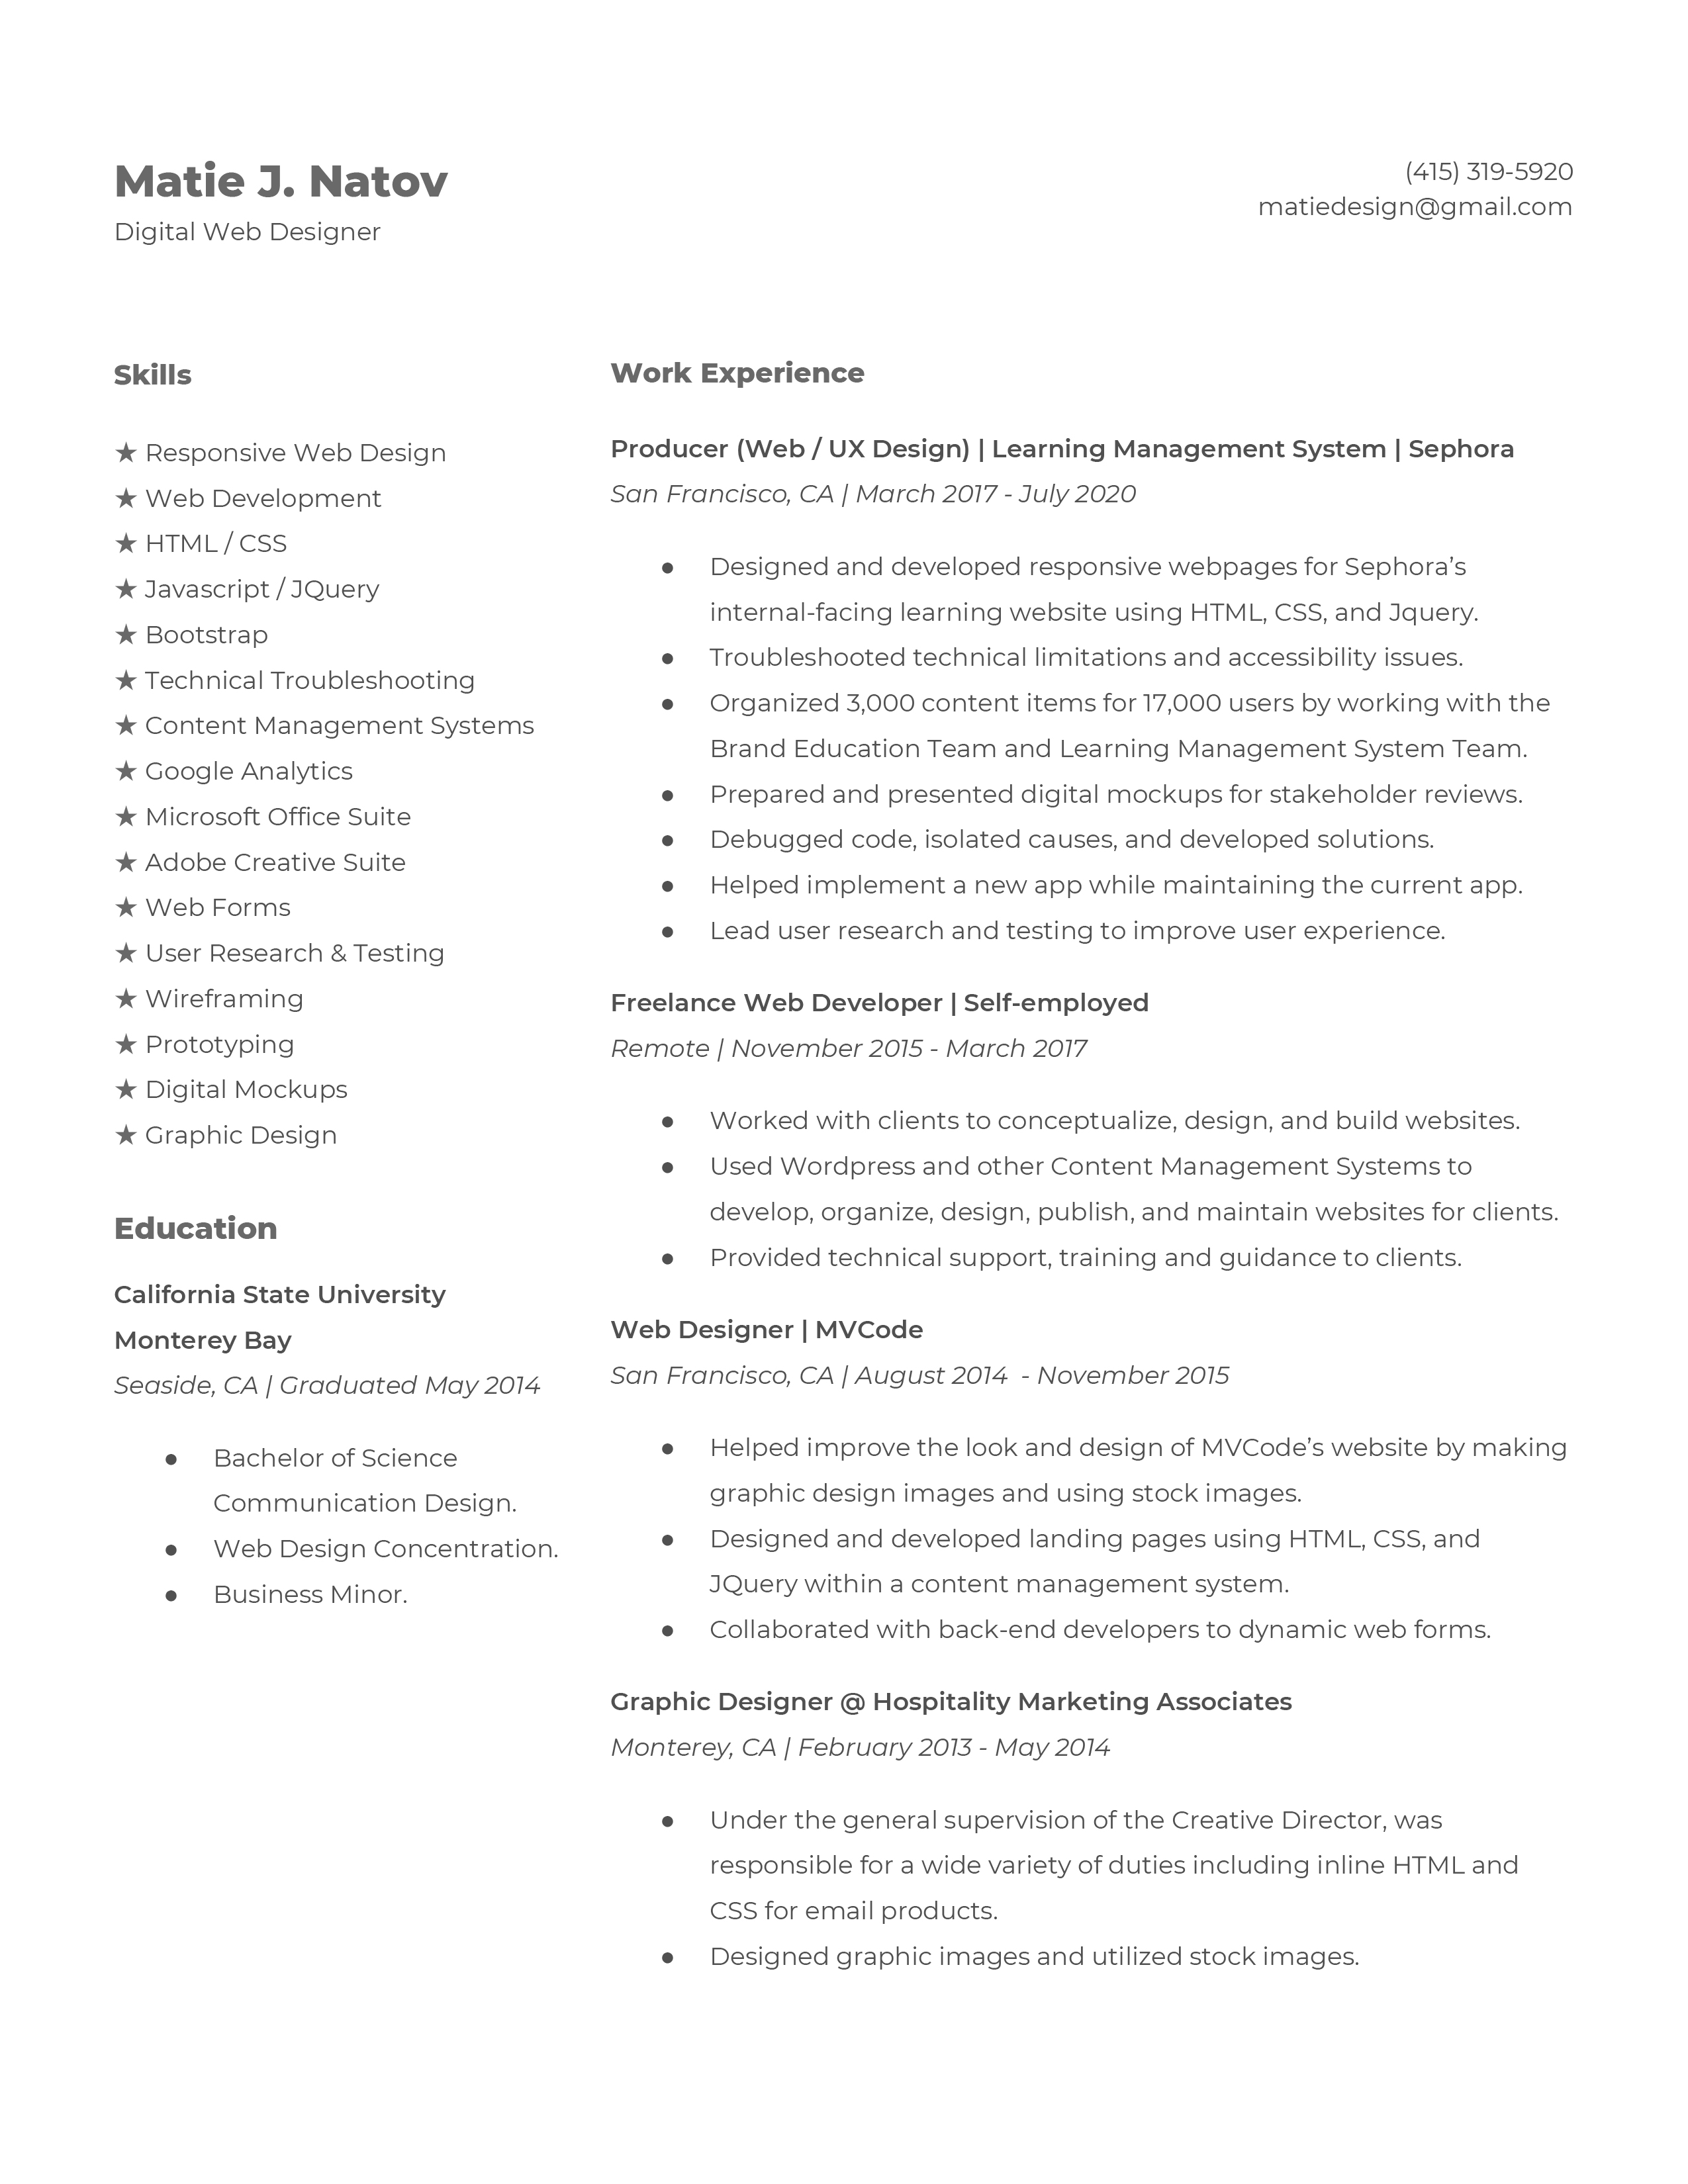 Matie J. Natov
Digital Web Designer
(415) 319-5920
matiedesign@gmail.com
Skills
★ Responsive Web Design
★ Web Development
★ HTML / CSS
★ Javascript / JQuery
★ Bootstrap
★ Technical Troubleshooting
★ Content Management Systems
★ Google Analytics
★ Microsoft Office Suite
★ Adobe Creative Suite
★ Web Forms
★ User Research & Testing
★ Wireframing
★ Prototyping
★ Digital Mockups
★ Graphic Design
Education
California State University
Monterey Bay
Seaside, CA | Graduated May 2014
● Bachelor of Science
Communication Design.
● Web Design Concentration.
● Business Minor.
Work Experience
Producer (Web / UX Design) | Learning Management System | Sephora
San Francisco, CA | March 2017 - July 2020
● Designed and developed responsive webpages for Sephora’s
internal-facing learning website using HTML, CSS, and Jquery.
● Troubleshooted technical limitations and accessibility issues.
● Organized 3,000 content items for 17,000 users by working with the
Brand Education Team and Learning Management System Team.
● Prepared and presented digital mockups for stakeholder reviews.
● Debugged code, isolated causes, and developed solutions.
● Helped implement a new app while maintaining the current app.
● Lead user research and testing to improve user experience.
Freelance Web Developer | Self-employed
Remote | November 2015 - March 2017
● Worked with clients to conceptualize, design, and build websites.
● Used Wordpress and other Content Management Systems to
develop, organize, design, publish, and maintain websites for clients.
● Provided technical support, training and guidance to clients.
Web Designer | MVCode
San Francisco, CA | August 2014  - November 2015
● Helped improve the look and design of MVCode’s website by making
graphic design images and using stock images.
● Designed and developed landing pages using HTML, CSS, and
JQuery within a content management system.
● Collaborated with back-end developers to dynamic web forms.
Graphic Designer @ Hospitality Marketing Associates
Monterey, CA | February 2013 - May 2014
● Under the general supervision of the Creative Director, was
responsible for a wide variety of duties including inline HTML and
CSS for email products.
● Designed graphic images and utilized stock images.